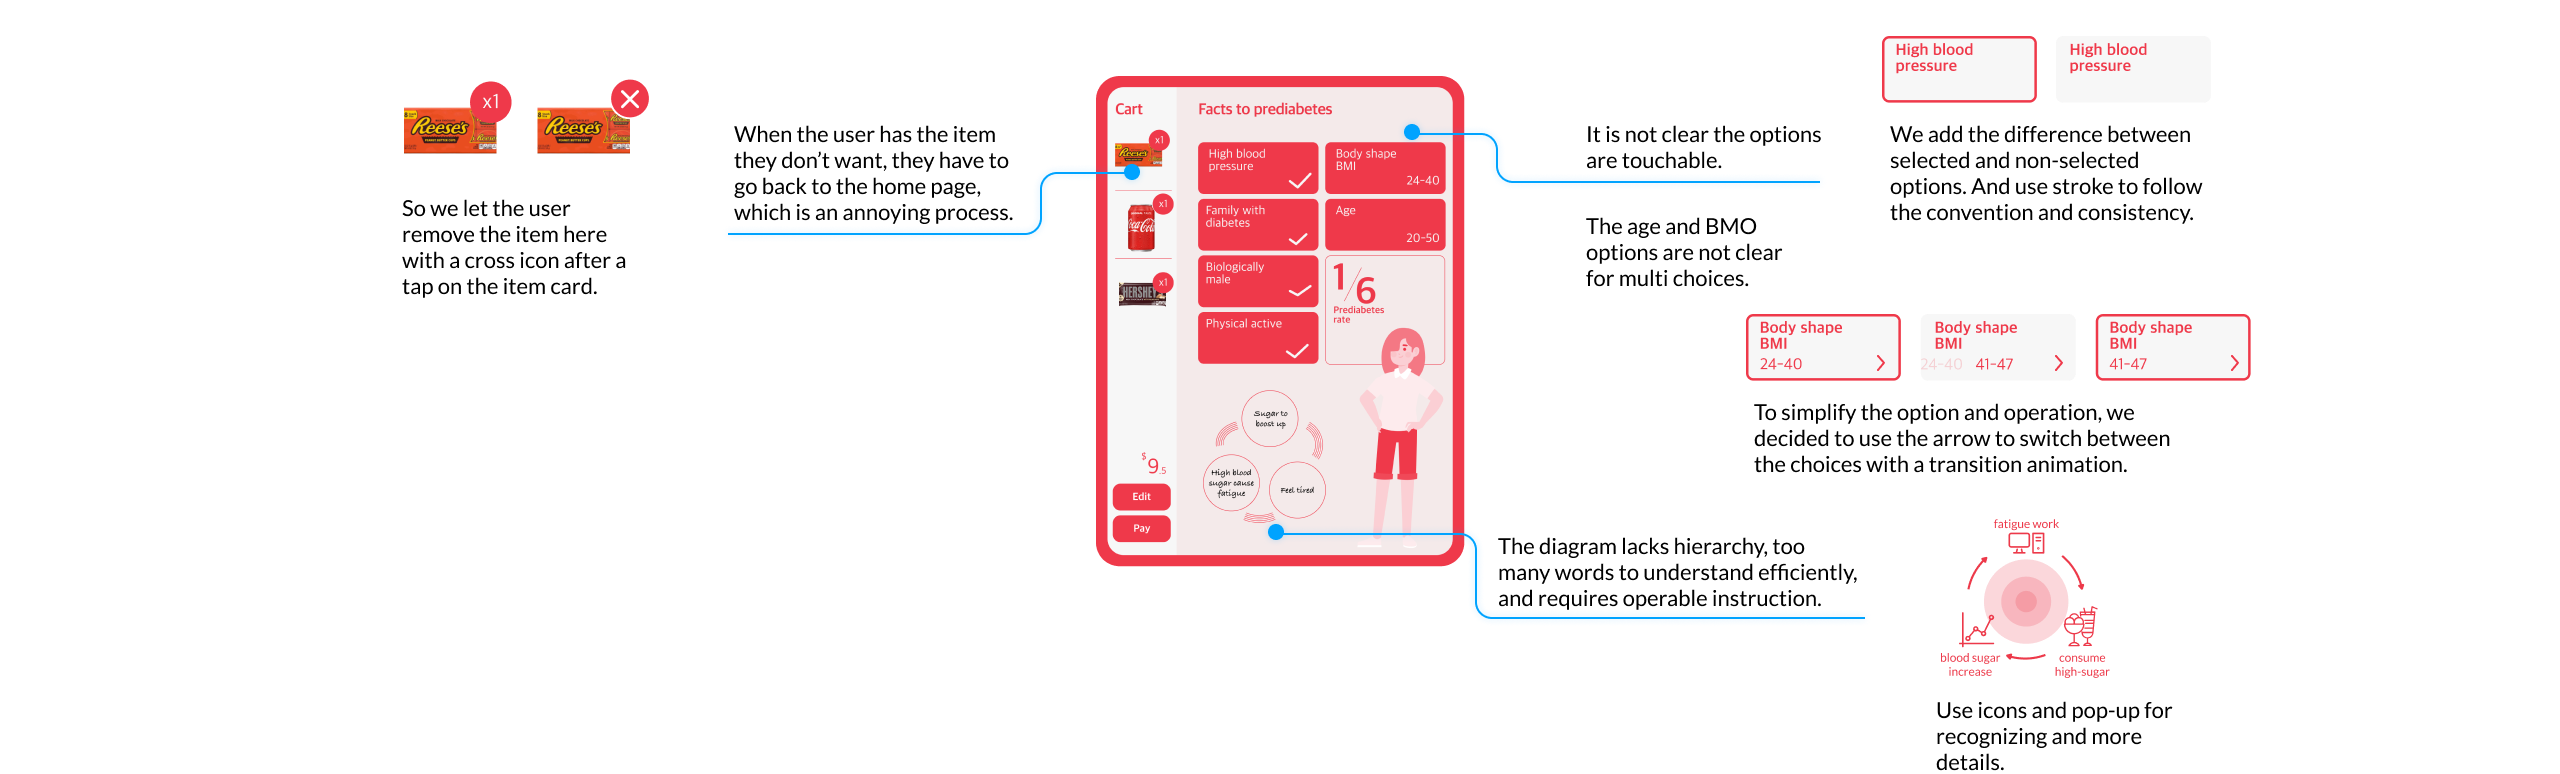 x1
Reese's
Reese's
So we let the user
remove the item here
with a cross icon after a
tap on the item card.
When the user has the item
they don't want, they have to
go back to the home page,
which is an annoying process.
Cart
x1
Reese's
x1
Coca-Cola
x1
HERSHEY
$9.5
Edit
Pay
Facts to prediabetes
High blood
pressure
Body shape
BMI
24-40
Family with
diabetes
Age
20-50
Biologically
male
1/6
Prediabetes
rate
Physical active
Sugar to
boost up
High blood
sugar cause
fatigue
Feel tired
It is not clear the options
are touchable.
The age and BMO
options are not clear
for multi choices.
High blood
pressure
High blood
pressure
We add the difference between
selected and non-selected
options. And use stroke to follow
the convention and consistency.
Body shape
BMI
24-40
Body shape
BMI
24-40 41-47
Body shape
BMI
41-47
To simplify the option and operation, we
decided to use the arrow to switch between
the choices with a transition animation.
The diagram lacks hierarchy, too
many words to understand efficiently,
and requires operable instruction.
fatigue work
blood sugar
increase
consume
high-sugar
Use icons and pop-up for
recognizing and more
details.